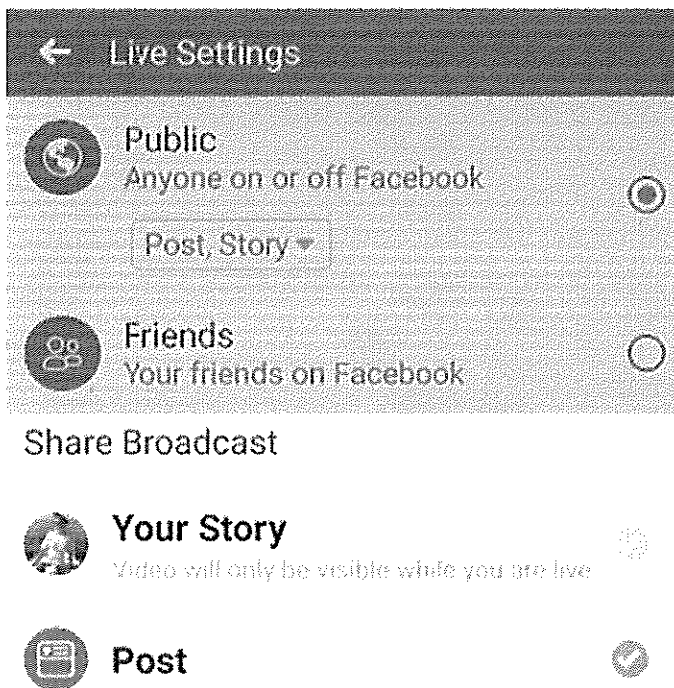 Live Settings
Public
Anyone on or off Facebook
Post, Story
Friends
Your friends on Facebook
Share Broadcast
Your Story
Video will only be visible while you are live
Post